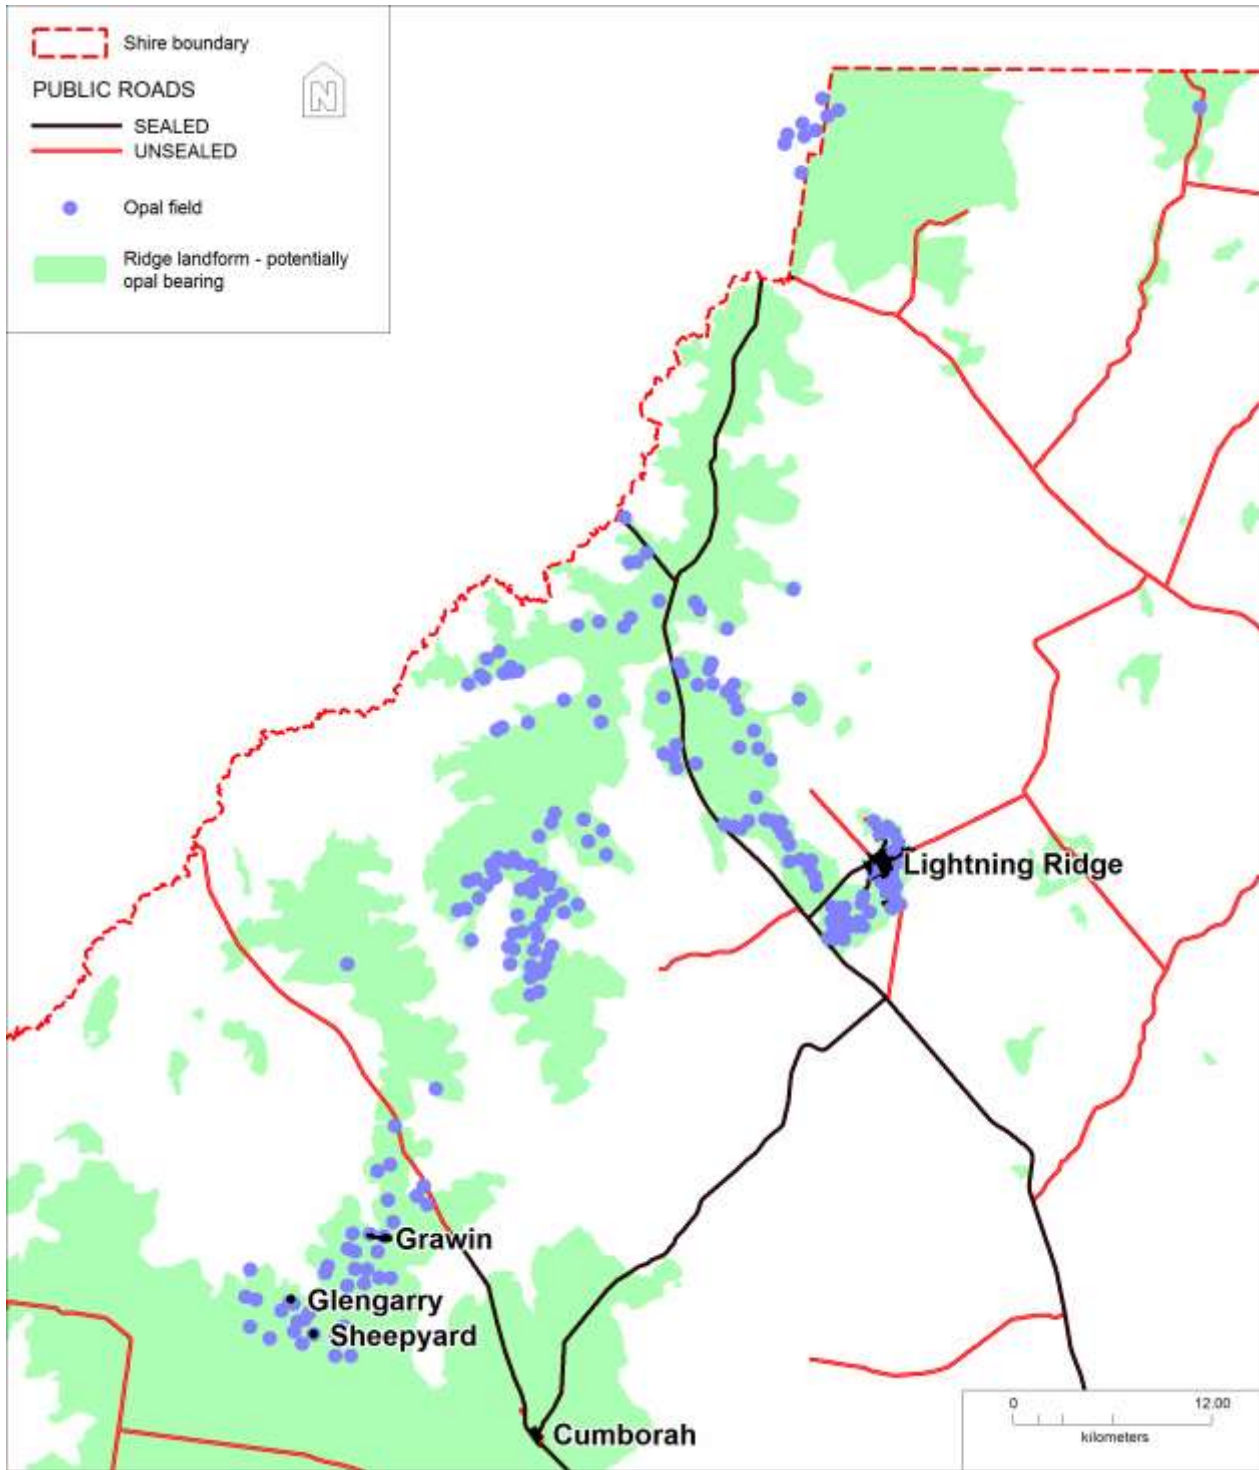 Shire boundary
PUBLIC ROADS
N
SEALED
UNSEALED
Opal field
Ridge landform - potentially
opal bearing
Lightning Ridge
Grawin
Glengarry
Sheepyard
Cumborah
0 12.00
kilometers